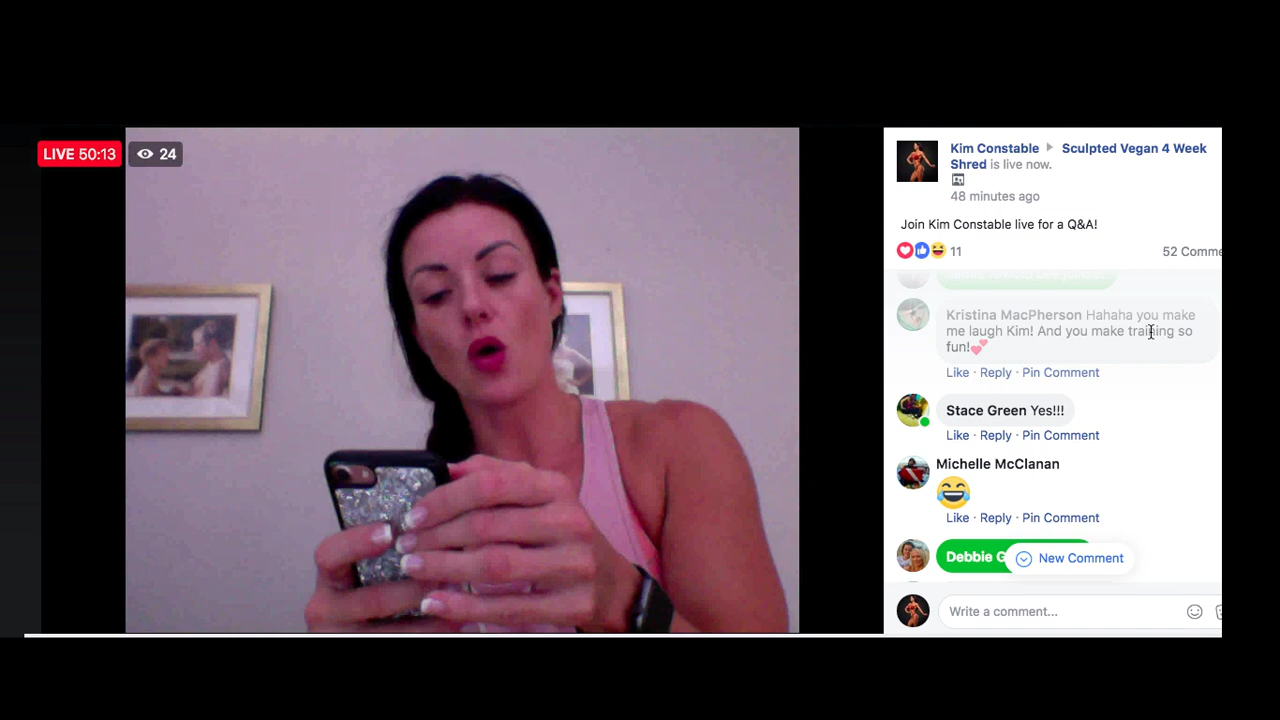 LIVE 50:13
24
Kim Constable
Sculpted Vegan 4 Week
Shred is live now.
48 minutes ago
Join Kim Constable live for a Q&A!
11
52 Comme
Kristina MacPherson Hahaha you make
me laugh Kim! And you make training so
fun!💕
Like · Reply · Pin Comment
Stace Green Yes!!!
Like · Reply · Pin Comment
Michelle McClanan
😂
Like · Reply · Pin Comment
Debbie G
New Comment
Write a comment...